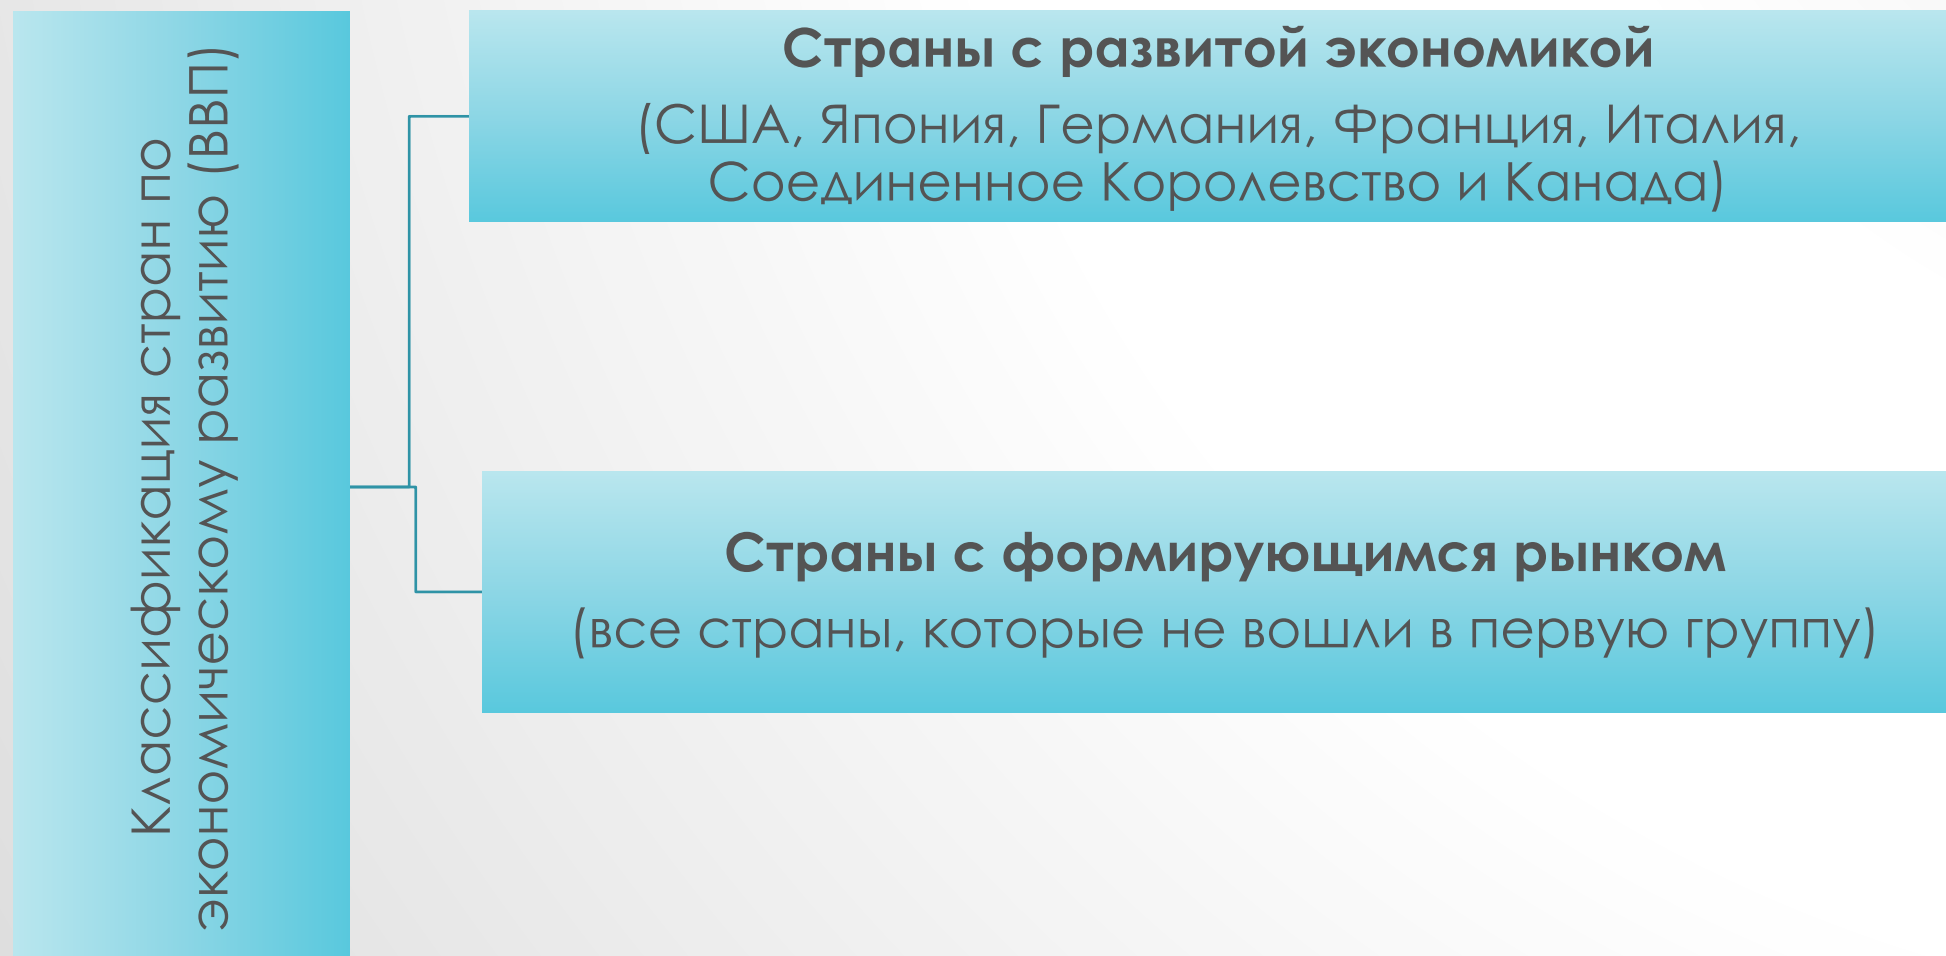 Классификация стран по
экономическому развитию (ВВП)
Страны с развитой экономикой
(США, Япония, Германия, Франция, Италия,
Соединенное Королевство и Канада)
Страны с формирующимся рынком
(все страны, которые не вошли в первую группу)